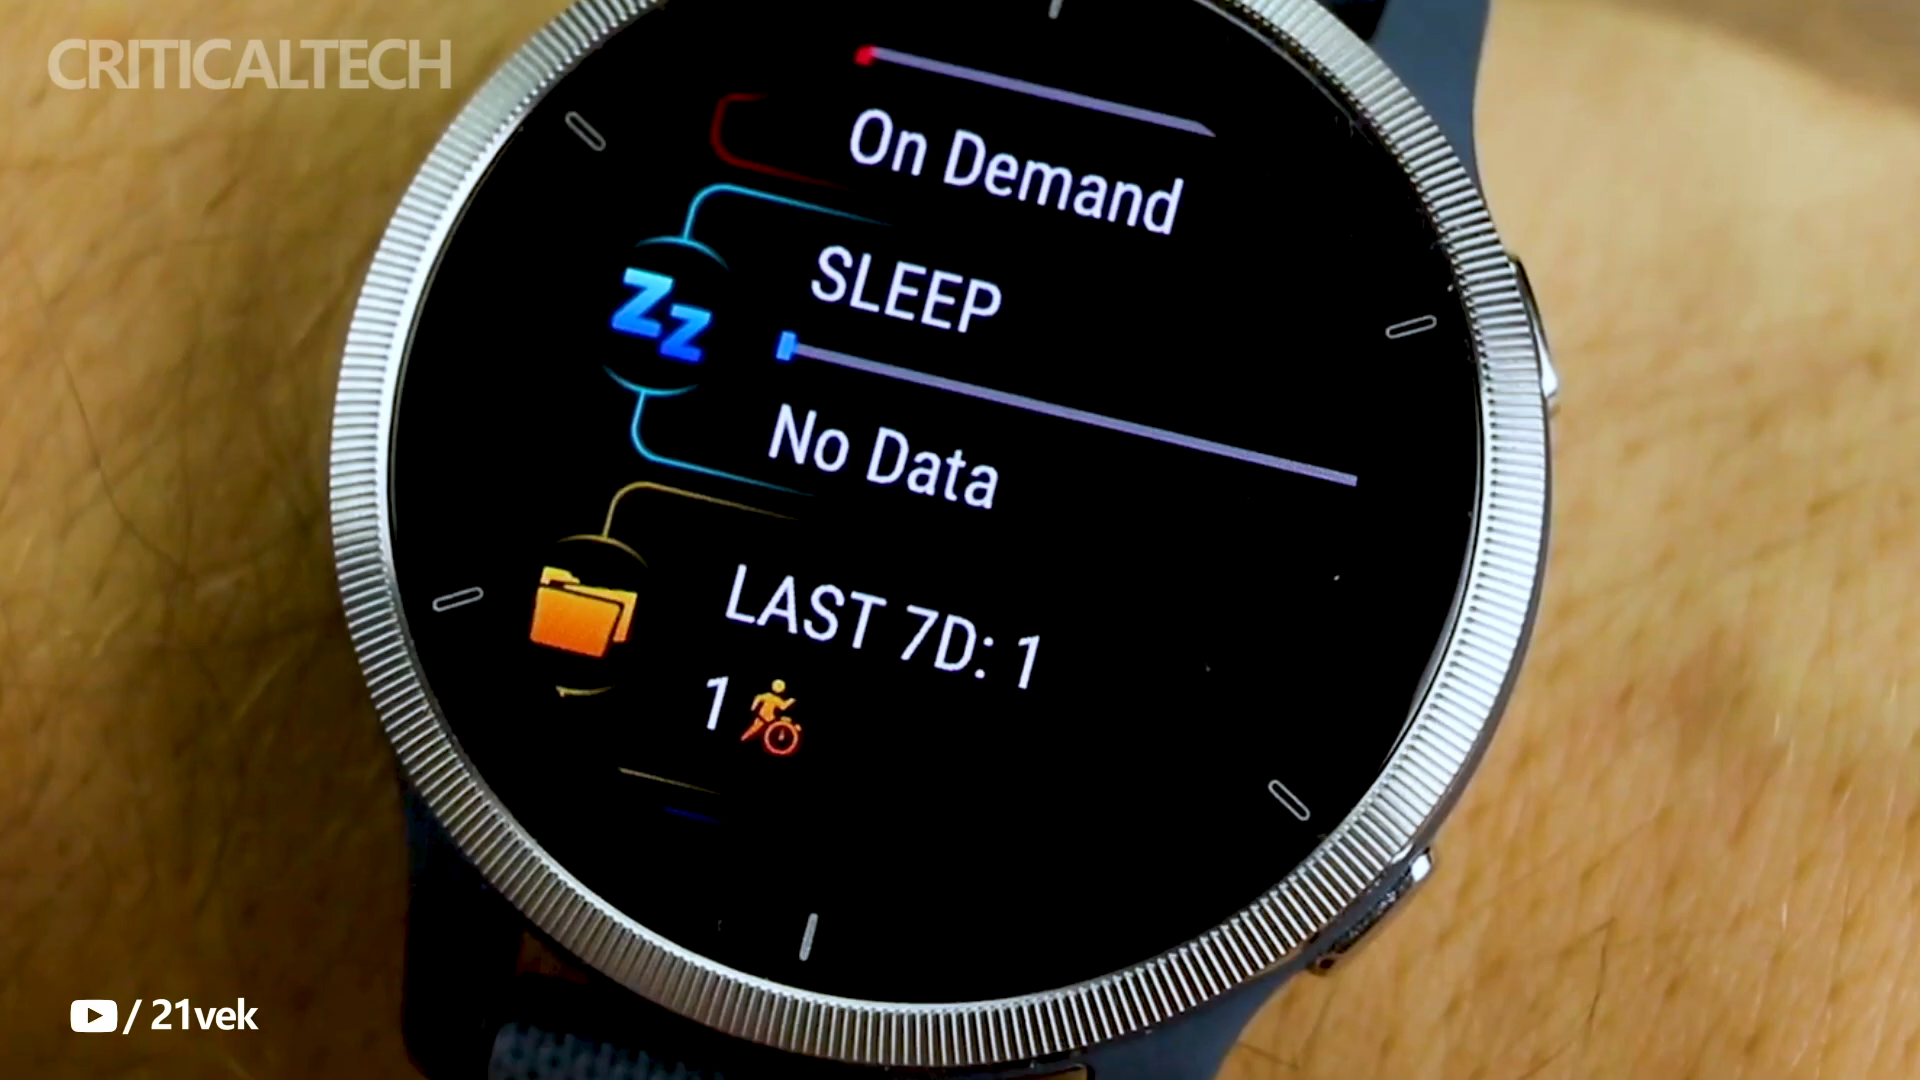 CRITICALTECH
On Demand
SLEEP
No Data
LAST 7D: 1
1
/ 21vek